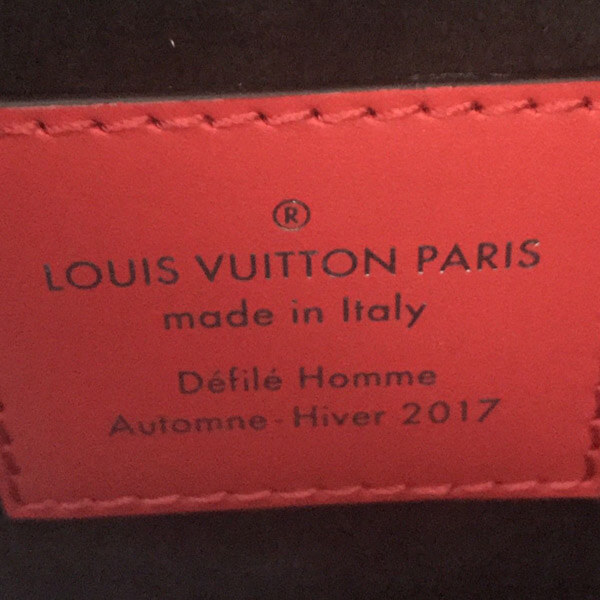 ®
LOUIS VUITTON PARIS
made in Italy
Défilé Homme
Automne-Hiver 2017